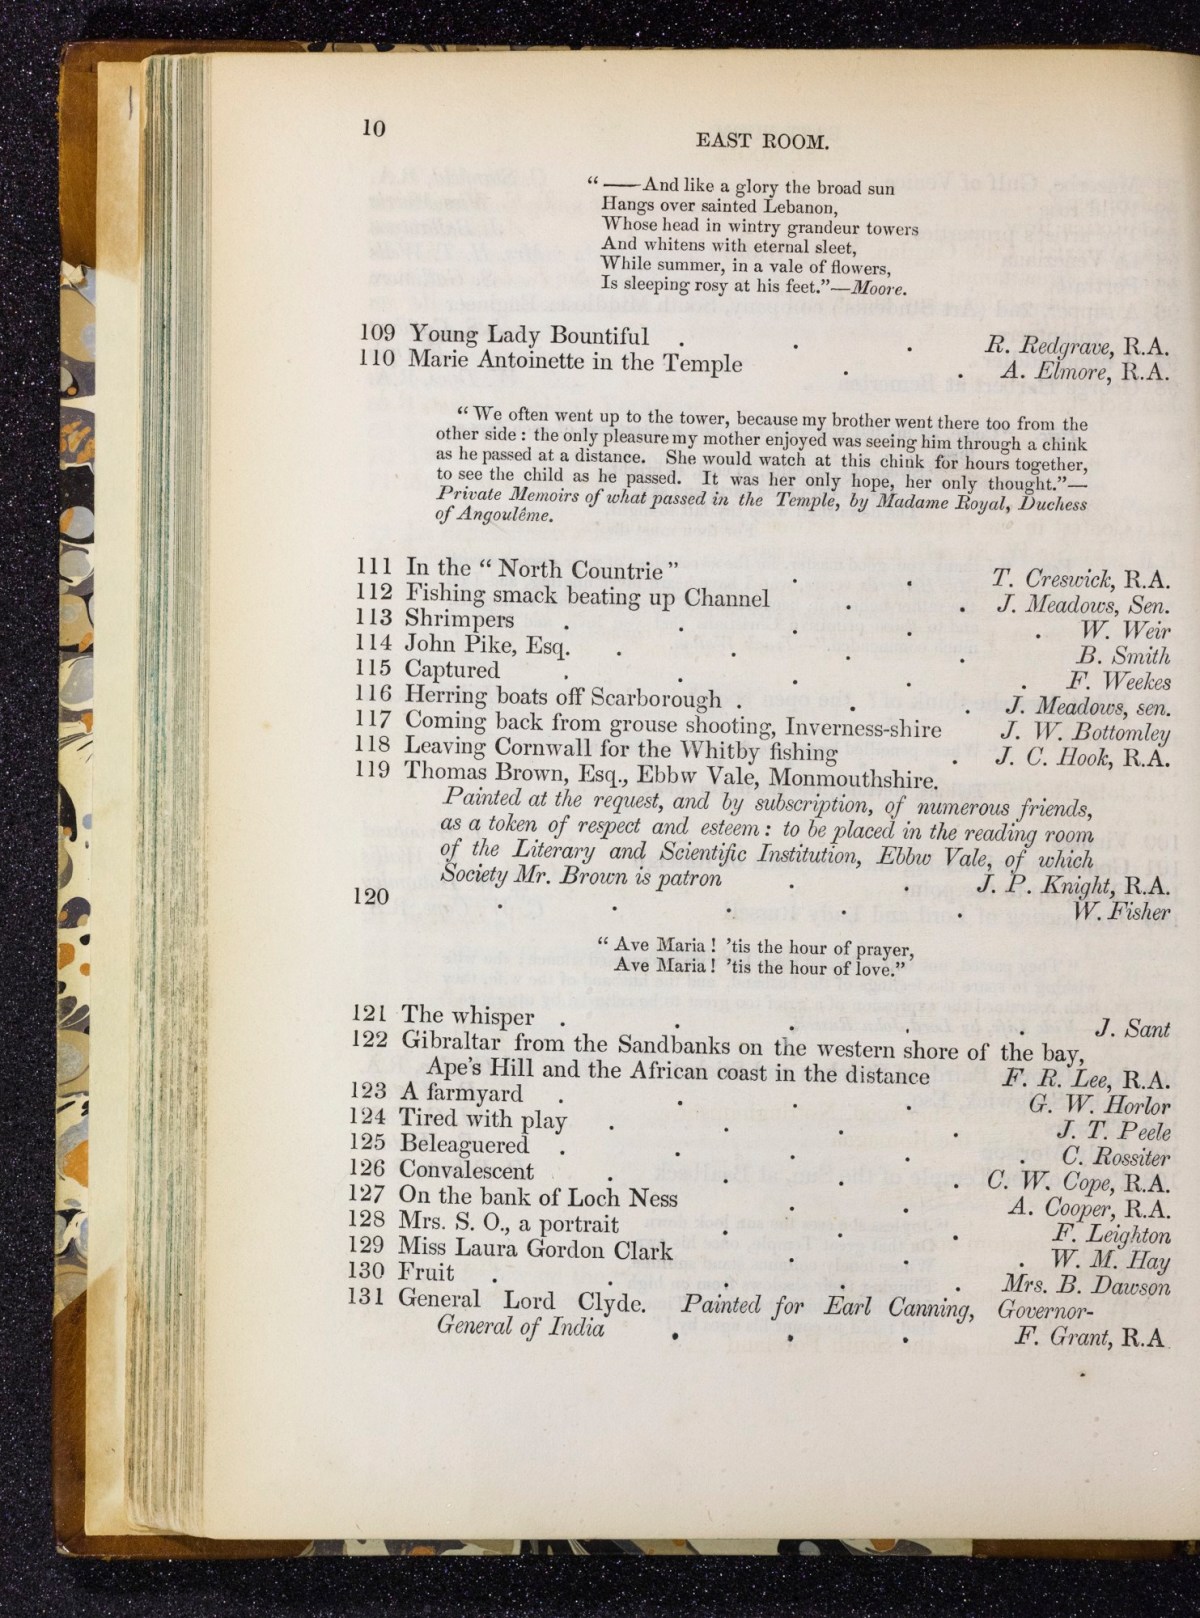 10
EAST ROOM.
“ ——And like a glory the broad sun
Hangs over sainted Lebanon,
Whose head in wintry grandeur towers
And whitens with eternal sleet,
While summer, in a vale of flowers,
Is sleeping rosy at his feet.”—Moore.
109 Young Lady Bountiful . . . R. Redgrave, R.A.
110 Marie Antoinette in the Temple . . A. Elmore, R.A.
“ We often went up to the tower, because my brother went there too from the
other side : the only pleasure my mother enjoyed was seeing him through a chink
as he passed at a distance. She would watch at this chink for hours together,
to see the child as he passed. It was her only hope, her only thought.”—
Private Memoirs of what passed in the Temple, by Madame Royal, Duchess
of Angoulême.
111 In the “ North Countrie ” . . T. Creswick, R.A.
112 Fishing smack beating up Channel . . J. Meadows, Sen.
113 Shrimpers . . . . . W. Weir
114 John Pike, Esq. . . . . B. Smith
115 Captured . . . . . F. Weekes
116 Herring boats off Scarborough . . . J. Meadows, sen.
117 Coming back from grouse shooting, Inverness-shire J. W. Bottomley
118 Leaving Cornwall for the Whitby fishing . J. C. Hook, R.A.
119 Thomas Brown, Esq., Ebbw Vale, Monmouthshire.
Painted at the request, and by subscription, of numerous friends,
as a token of respect and esteem : to be placed in the reading room
of the Literary and Scientific Institution, Ebbw Vale, of which
Society Mr. Brown is patron . . J. P. Knight, R.A.
120 . . . . . W. Fisher
“ Ave Maria ! ’tis the hour of prayer,
Ave Maria ! ’tis the hour of love.”
121 The whisper . . . . . J. Sant
122 Gibraltar from the Sandbanks on the western shore of the bay,
Ape’s Hill and the African coast in the distance F. R. Lee, R.A.
123 A farmyard . . . . G. W. Horlor
124 Tired with play . . . . J. T. Peele
125 Beleaguered . . . . . C. Rossiter
126 Convalescent . . . . C. W. Cope, R.A.
127 On the bank of Loch Ness . . A. Cooper, R.A.
128 Mrs. S. O., a portrait . . . F. Leighton
129 Miss Laura Gordon Clark . . . W. M. Hay
130 Fruit . . . . . Mrs. B. Dawson
131 General Lord Clyde. Painted for Earl Canning, Governor-
General of India . . . F. Grant, R.A